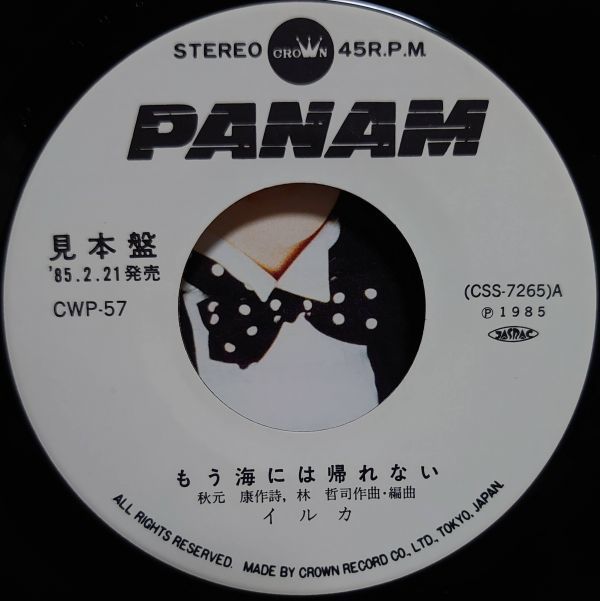 STEREO CROWN 45R.P.M.
PANAM
見本盤
'85.2.21発売
CWP-57
(CSS-7265)A
Ⓟ1985
JASRAC
もう海には帰れない
秋元 康作詩, 林 哲司作曲・編曲
イルカ
ALL RIGHTS RESERVED. MADE BY CROWN RECORD CO., LTD., TOKYO, JAPAN.